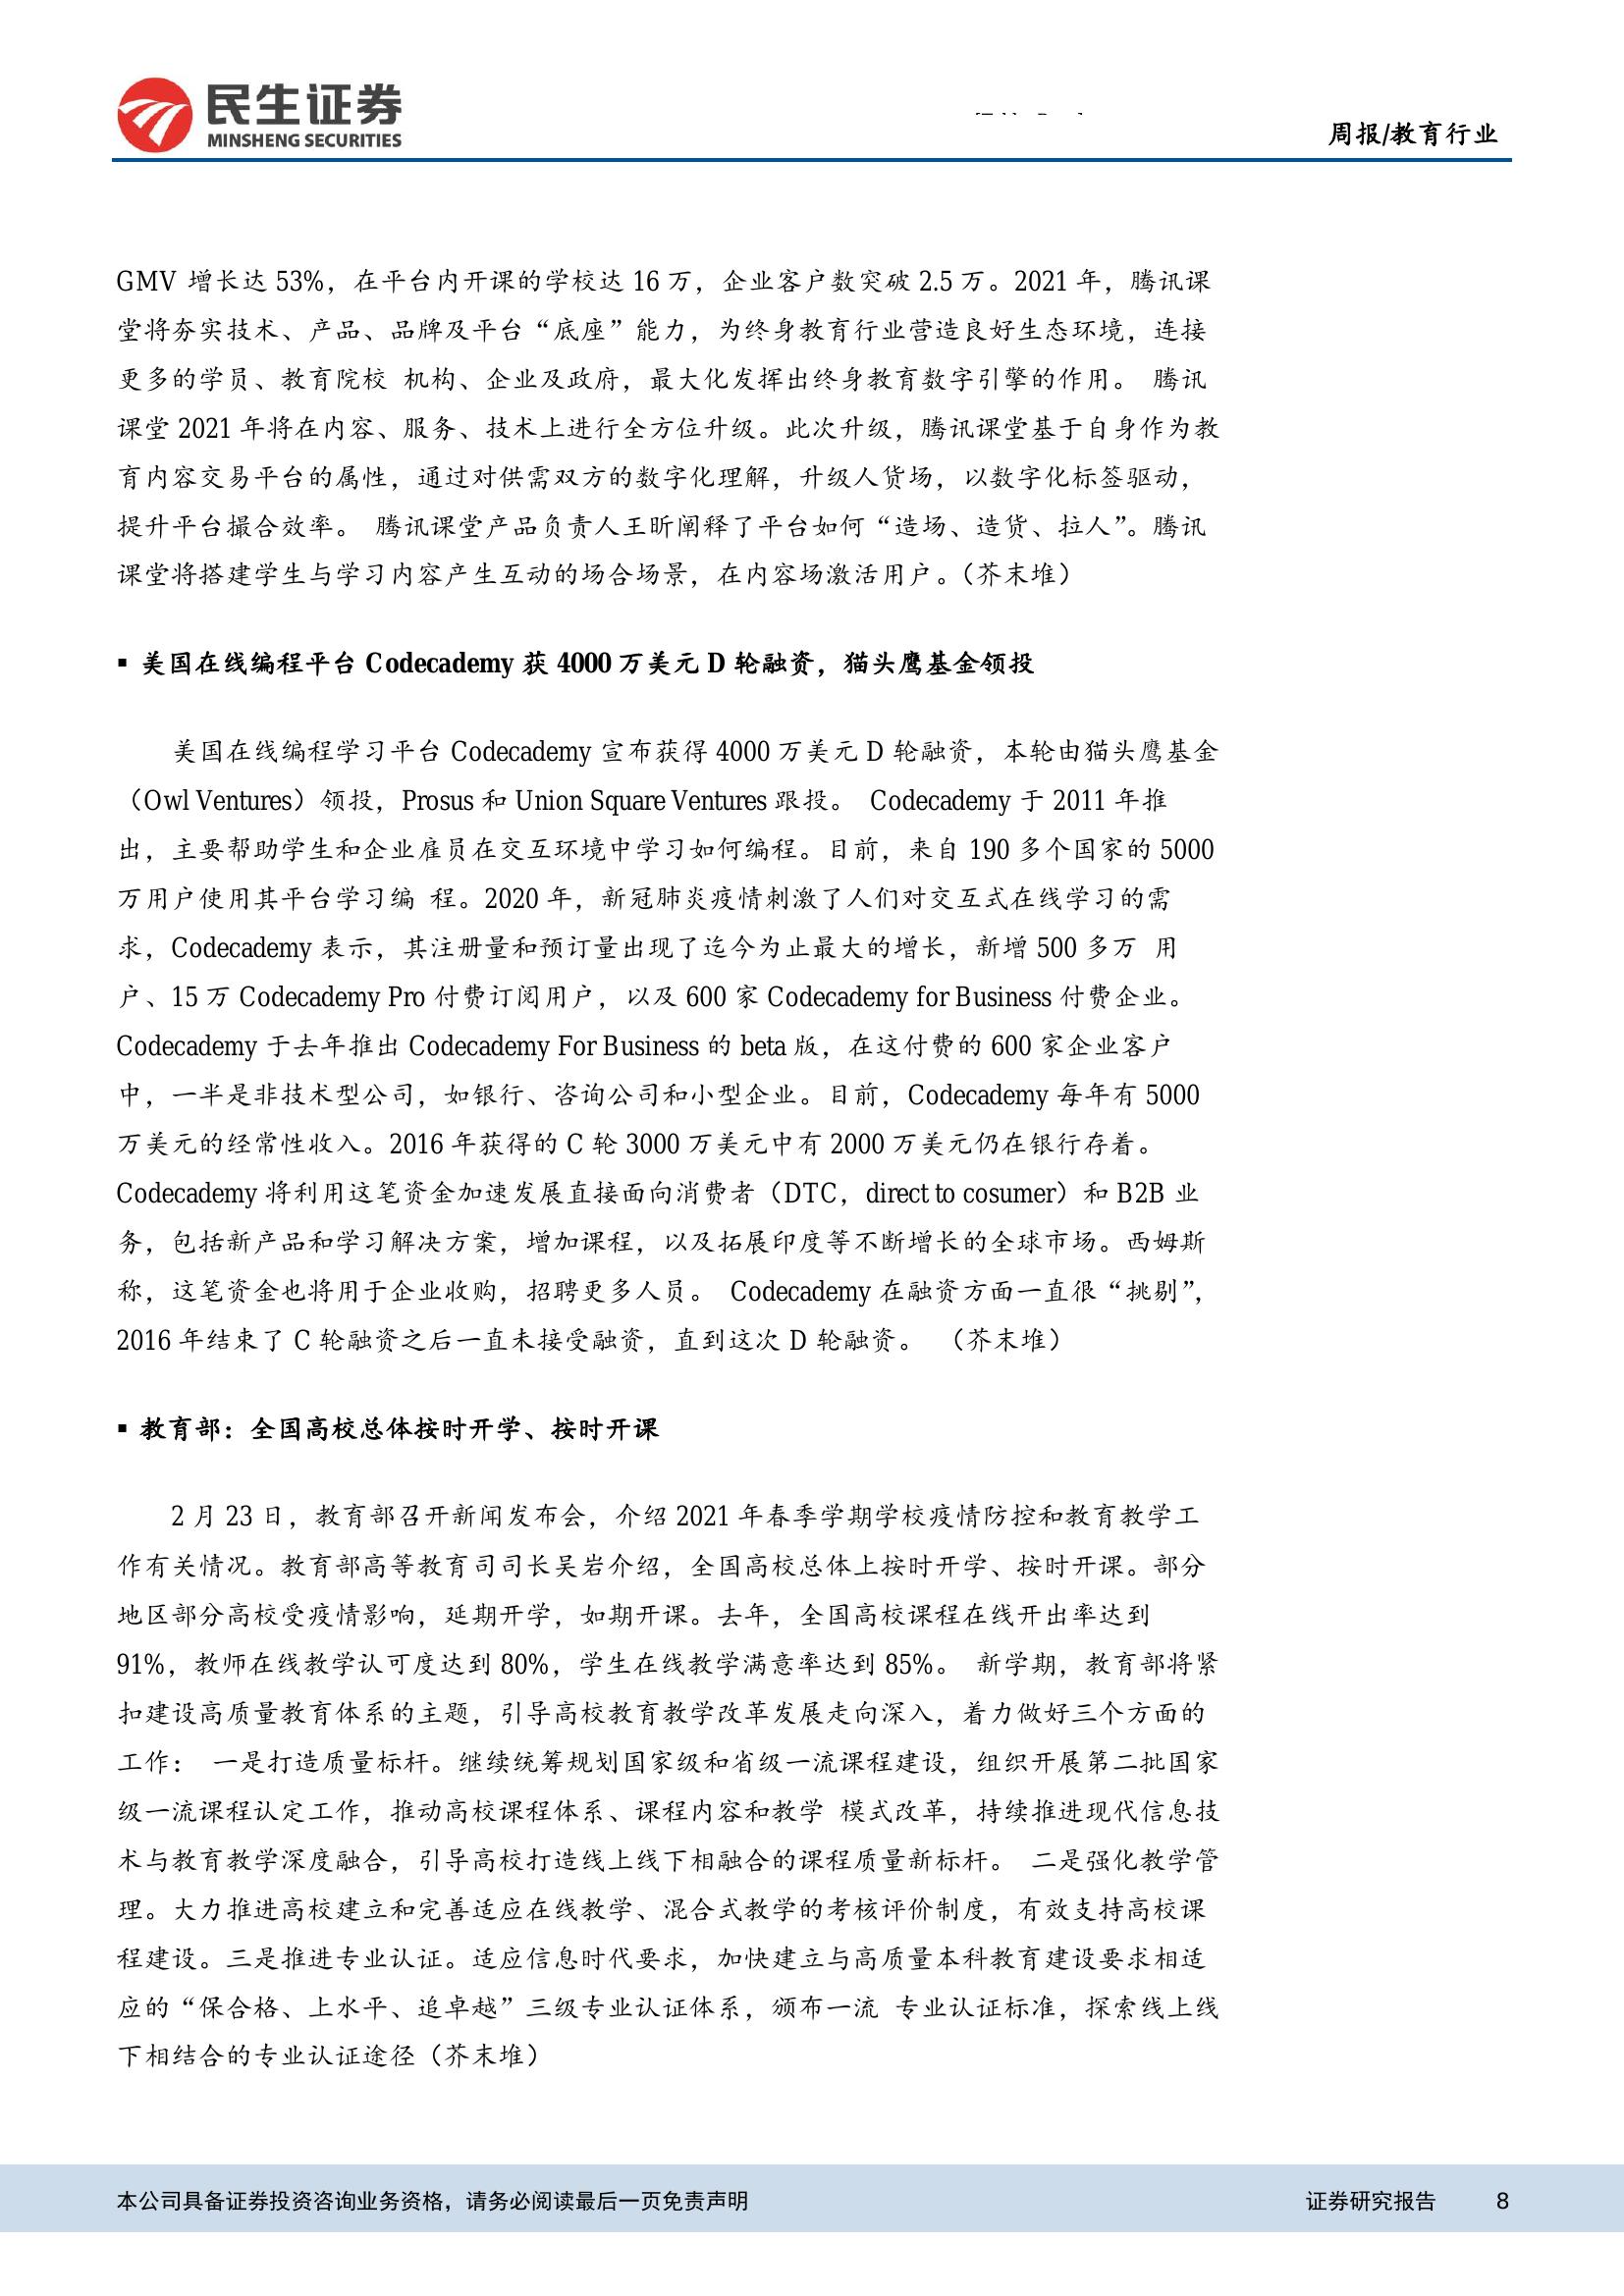 民生证券
MINSHENG SECURITIES
周报/教育行业
GMV 增长达 53%，在平台内开课的学校达 16 万，企业客户数突破 2.5 万。2021 年，腾讯课
堂将夯实技术、产品、品牌及平台“底座”能力，为终身教育行业营造良好生态环境，连接
更多的学员、教育院校 机构、企业及政府，最大化发挥出终身教育数字引擎的作用。 腾讯
课堂 2021 年将在内容、服务、技术上进行全方位升级。此次升级，腾讯课堂基于自身作为教
育内容交易平台的属性，通过对供需双方的数字化理解，升级人货场，以数字化标签驱动，
提升平台撮合效率。 腾讯课堂产品负责人王昕阐释了平台如何“造场、造货、拉人”。腾讯
课堂将搭建学生与学习内容产生互动的场合场景，在内容场激活用户。（芥末堆）
▪ 美国在线编程平台 Codecademy 获 4000 万美元 D 轮融资，猫头鹰基金领投
美国在线编程学习平台 Codecademy 宣布获得 4000 万美元 D 轮融资，本轮由猫头鹰基金
（Owl Ventures）领投，Prosus 和 Union Square Ventures 跟投。 Codecademy 于 2011 年推
出，主要帮助学生和企业雇员在交互环境中学习如何编程。目前，来自 190 多个国家的 5000
万用户使用其平台学习编 程。2020 年，新冠肺炎疫情刺激了人们对交互式在线学习的需
求，Codecademy 表示，其注册量和预订量出现了迄今为止最大的增长，新增 500 多万 用
户、15 万 Codecademy Pro 付费订阅用户，以及 600 家 Codecademy for Business 付费企业。
Codecademy 于去年推出 Codecademy For Business 的 beta 版，在这付费的 600 家企业客户
中，一半是非技术型公司，如银行、咨询公司和小型企业。目前，Codecademy 每年有 5000
万美元的经常性收入。2016 年获得的 C 轮 3000 万美元中有 2000 万美元仍在银行存着。
Codecademy 将利用这笔资金加速发展直接面向消费者（DTC，direct to cosumer）和 B2B 业
务，包括新产品和学习解决方案，增加课程，以及拓展印度等不断增长的全球市场。西姆斯
称，这笔资金也将用于企业收购，招聘更多人员。 Codecademy 在融资方面一直很“挑剔”，
2016 年结束了 C 轮融资之后一直未接受融资，直到这次 D 轮融资。 （芥末堆）
▪ 教育部：全国高校总体按时开学、按时开课
2 月 23 日，教育部召开新闻发布会，介绍 2021 年春季学期学校疫情防控和教育教学工
作有关情况。教育部高等教育司司长吴岩介绍，全国高校总体上按时开学、按时开课。部分
地区部分高校受疫情影响，延期开学，如期开课。去年，全国高校课程在线开出率达到
91%，教师在线教学认可度达到 80%，学生在线教学满意率达到 85%。 新学期，教育部将紧
扣建设高质量教育体系的主题，引导高校教育教学改革发展走向深入，着力做好三个方面的
工作： 一是打造质量标杆。继续统筹规划国家级和省级一流课程建设，组织开展第二批国家
级一流课程认定工作，推动高校课程体系、课程内容和教学 模式改革，持续推进现代信息技
术与教育教学深度融合，引导高校打造线上线下相融合的课程质量新标杆。 二是强化教学管
理。大力推进高校建立和完善适应在线教学、混合式教学的考核评价制度，有效支持高校课
程建设。三是推进专业认证。适应信息时代要求，加快建立与高质量本科教育建设要求相适
应的“保合格、上水平、追卓越”三级专业认证体系，颁布一流 专业认证标准，探索线上线
下相结合的专业认证途径（芥末堆）
本公司具备证券投资咨询业务资格，请务必阅读最后一页免责声明
证券研究报告 8